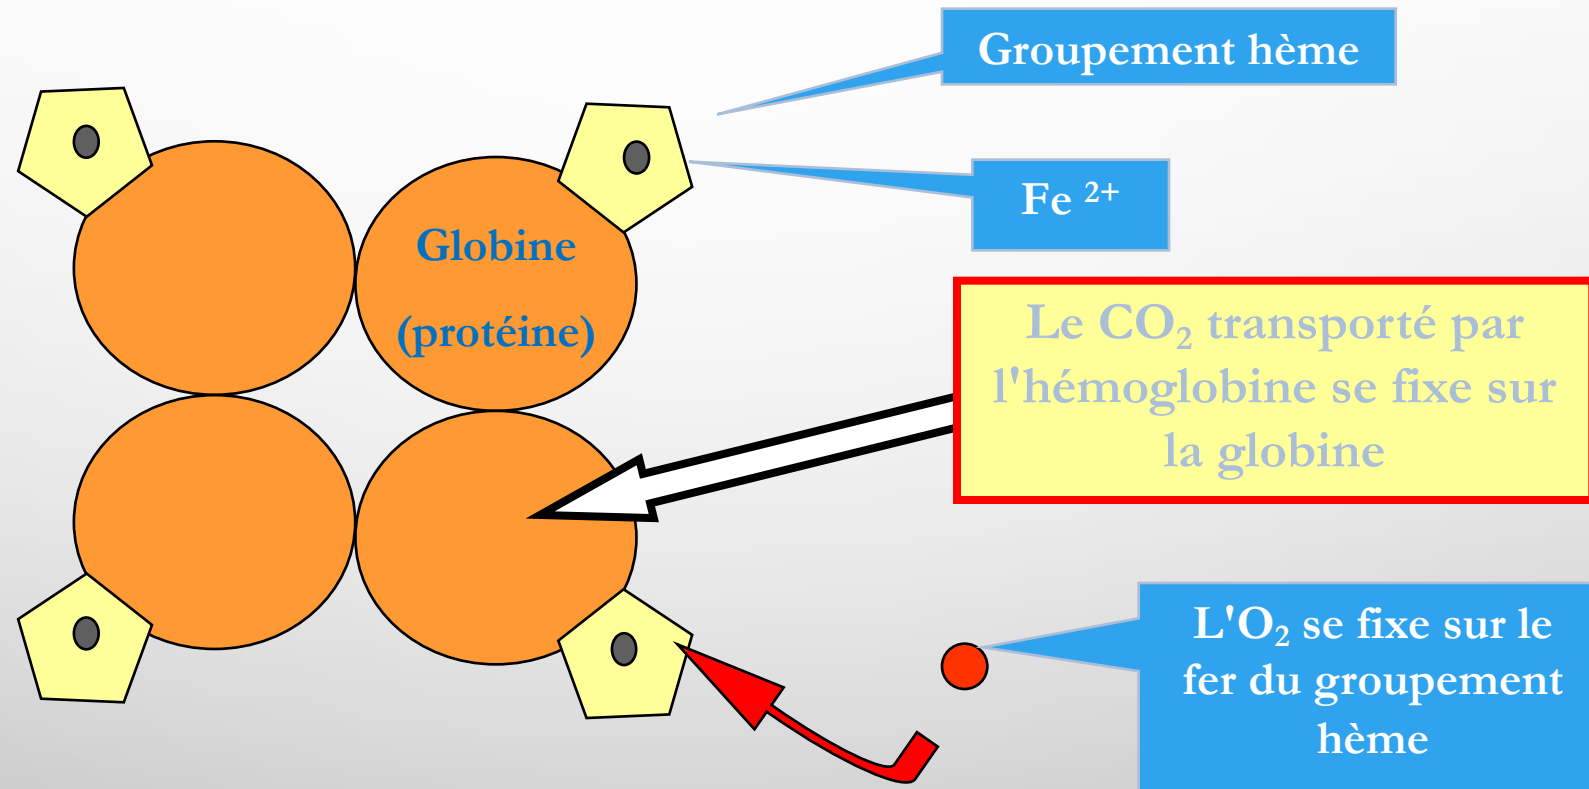 Groupement hème
Fe 2+
Globine
(protéine)
Le CO₂ transporté par
l'hémoglobine se fixe sur
la globine
L'O₂ se fixe sur le
fer du groupement
hème